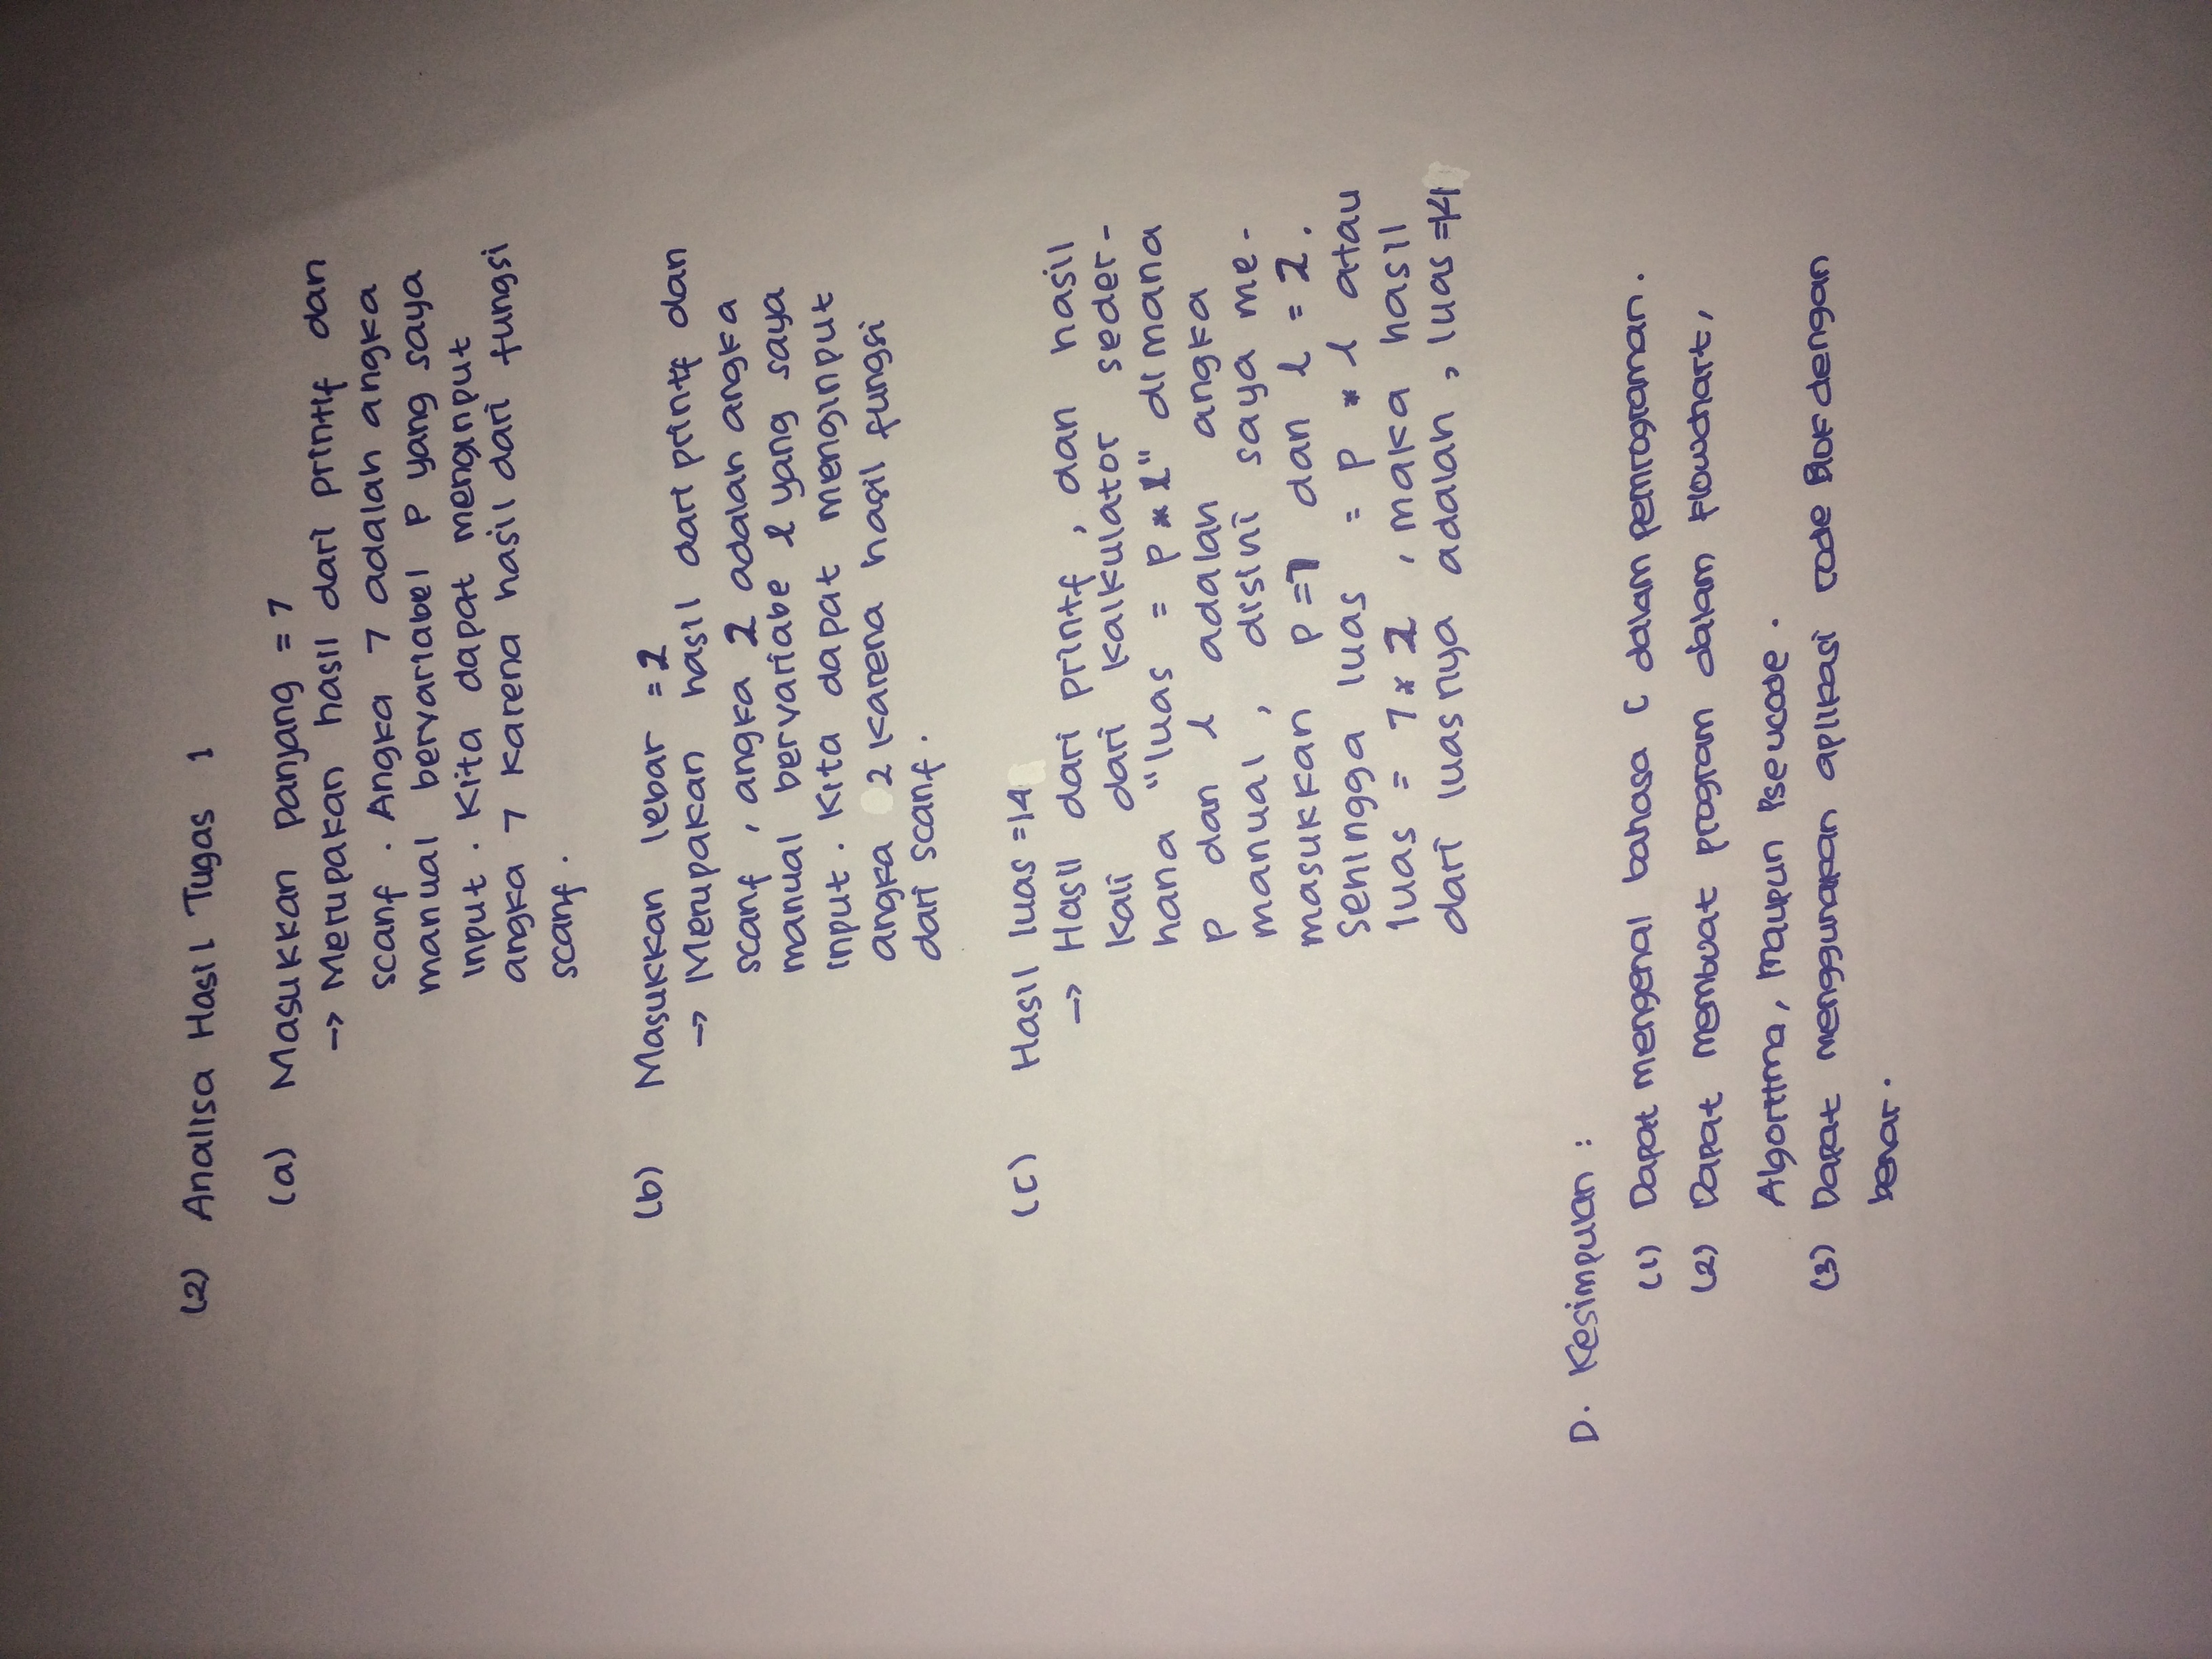 (2) Analisa Hasil Tugas 1
(a) Masukkan panjang = 7
→ Merupakan hasil dari printif dan
scanf . Angka 7 adalah angka
manual bervariabel P yang saya
input . Kita dapat menginput
angka 7 karena hasil dari fungsi
scanf .
(b) Masukkan lebar = 2
→ Merupakan hasil dari printf dan
scanf , angka 2 adalah angka
manual bervariabe l yang saya
input . Kita dapat menginput
angka 2 karena hasil fungsi
dari scanf .
(c) Hasil luas =14
→ Hasil dari printf , dan hasil
kali dari kalkulator seder-
hana "luas = p * l" dimana
p dan l adalah angka
manual , disini saya me-
masukkan p =7 dan l = 2 .
Sehingga luas = p * l atau
luas = 7 * 2 , maka hasil
dari luasnya adalah , luas =14
D. Kesimpulan :
(1) Dapat mengenal bahasa C dalam pemrograman .
(2) Dapat membuat program dalam Flowchart,
Algoritma, Maupun Pseucode .
(3) Dapat menggunakan aplikasi code Blok dengan
benar .